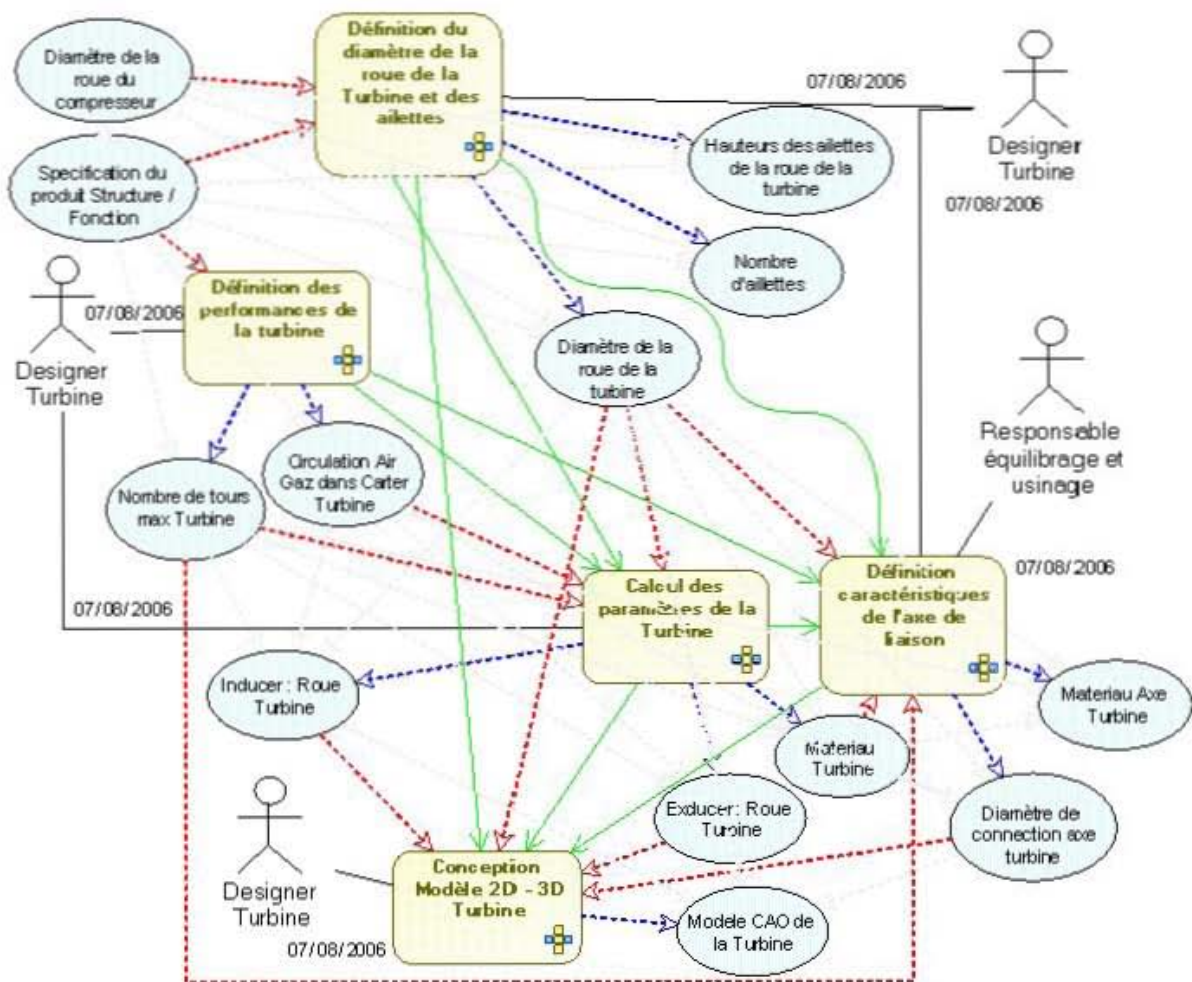 Définition du
diamètre de la
roue de la
Turbine et des
ailettes
Diamètre de la
roue du
compresseur
07/08/2006
Designer
Turbine
Hauteurs des ailettes
de la roue de la
turbine
Specification du
produit Structure /
Fonction
07/08/2006
Nombre
d'aillettes
Définition des
performances de
la turbine
07/08/2006
Designer
Turbine
Diamètre de la
roue de la
turbine
Responsable
équilibrage et
usinage
Circulation Air
Gaz dans Carter
Turbine
Nombre de tours
max Turbine
07/08/2006
Calcul des
paramètres de la
Turbine
Définition
caractéristiques
de l'axe de
liaison
07/08/2006
Inducer : Roue
Turbine
Materiau Axe
Turbine
Materiau
Turbine
Exducer : Roue
Turbine
Diamètre de
connection axe
turbine
Designer
Turbine
Conception
Modèle 2D - 3D
Turbine
07/08/2006
Modele CAO de
la Turbine